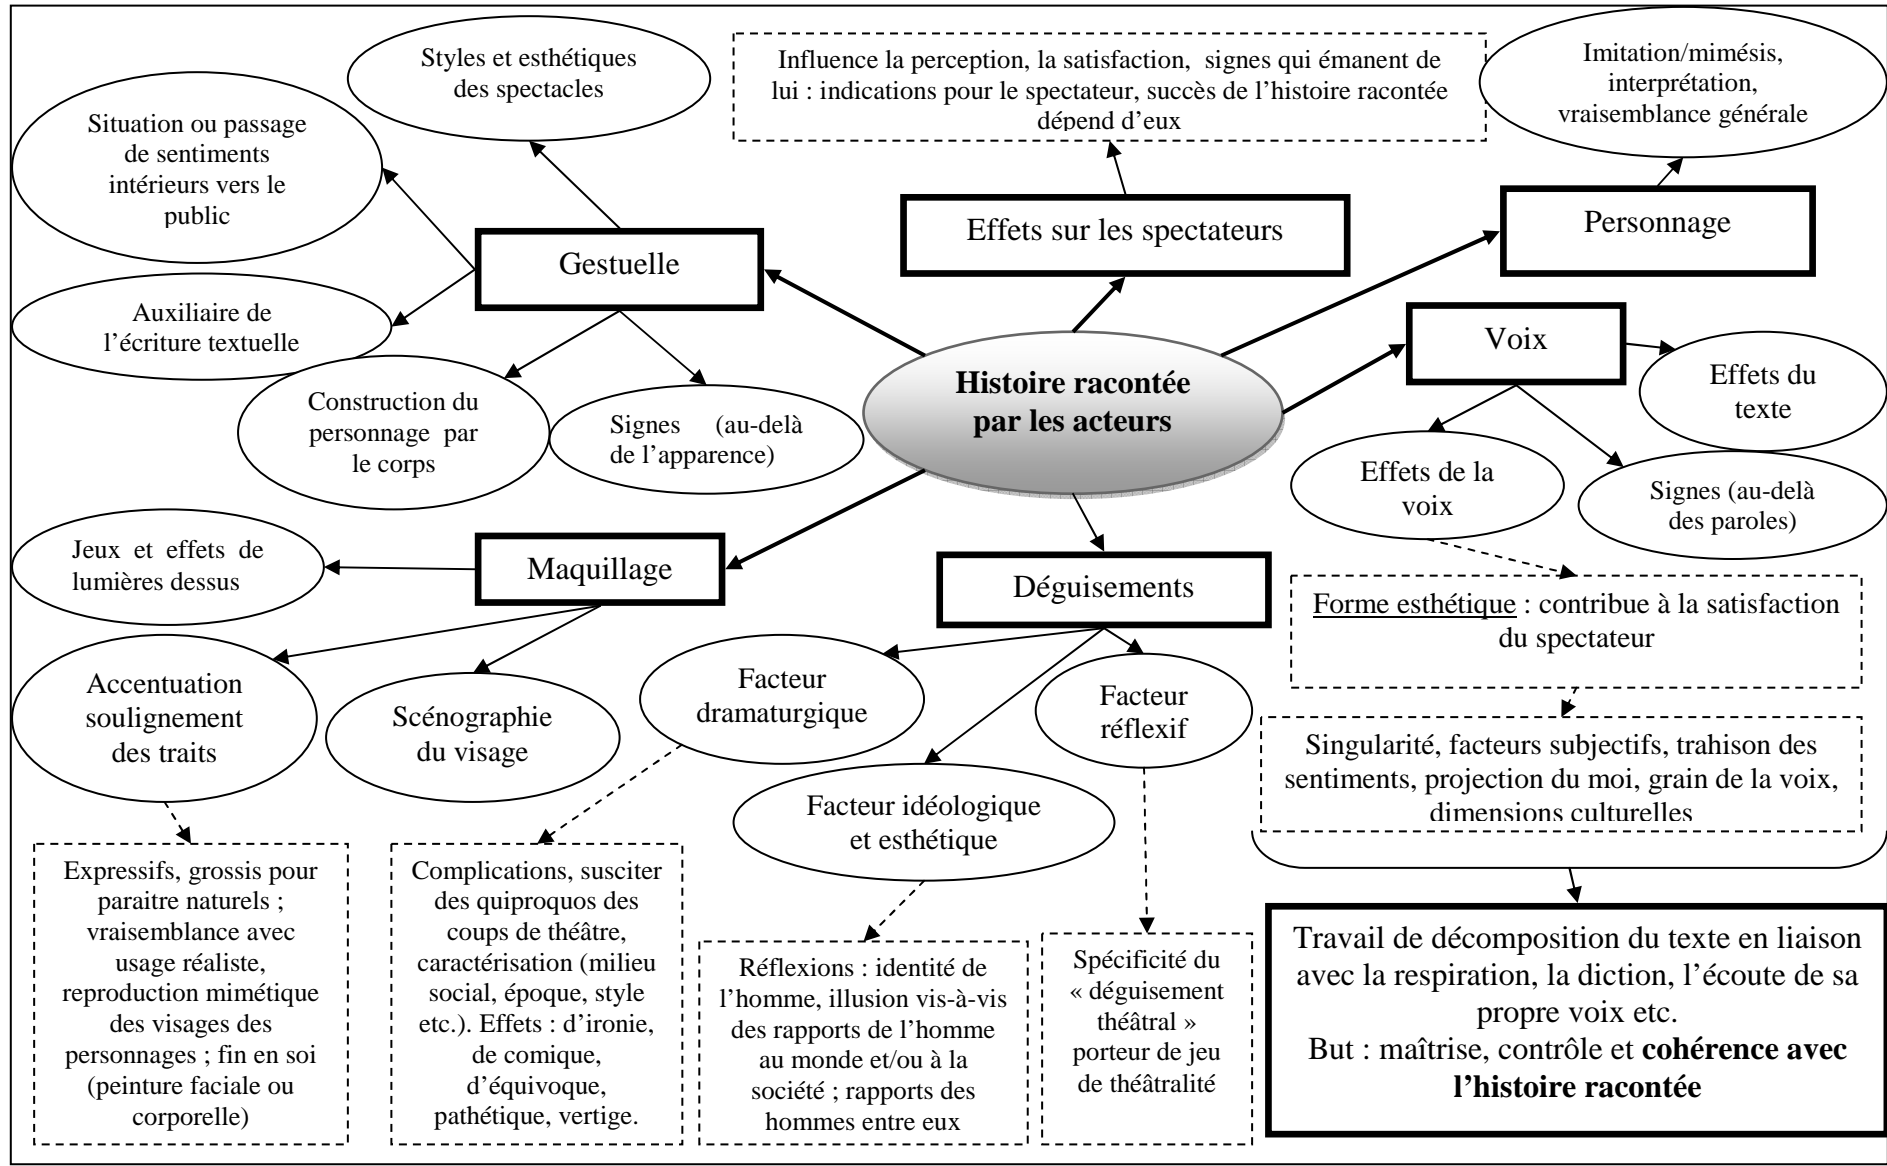 Styles et esthétiques
des spectacles
Influence la perception, la satisfaction, signes qui émanent de
lui : indications pour le spectateur, succès de l'histoire racontée
dépend d'eux
Imitation/mimésis,
interprétation,
vraisemblance générale
Situation ou passage
de sentiments
intérieurs vers le
public
Effets sur les spectateurs
Personnage
Gestuelle
Auxiliaire de
l'écriture textuelle
Voix
Histoire racontée
par les acteurs
Effets du
texte
Construction du
personnage par
le corps
Signes (au-delà
de l'apparence)
Effets de la
voix
Signes (au-delà
des paroles)
Jeux et effets de
lumières dessus
Maquillage
Déguisements
Forme esthétique : contribue à la satisfaction
du spectateur
Accentuation
soulignement
des traits
Scénographie
du visage
Facteur
dramaturgique
Facteur
réflexif
Singularité, facteurs subjectifs, trahison des
sentiments, projection du moi, grain de la voix,
dimensions culturelles
Facteur idéologique
et esthétique
Expressifs, grossis pour
paraitre naturels ;
vraisemblance avec
usage réaliste,
reproduction mimétique
des visages des
personnages ; fin en soi
(peinture faciale ou
corporelle)
Complications, susciter
des quiproquos des
coups de théâtre,
caractérisation (milieu
social, époque, style
etc.). Effets : d'ironie,
de comique,
d'équivoque,
pathétique, vertige.
Réflexions : identité de
l'homme, illusion vis-à-vis
des rapports de l'homme
au monde et/ou à la
société ; rapports des
hommes entre eux
Spécificité du
« déguisement
théâtral »
porteur de jeu
de théâtralité
Travail de décomposition du texte en liaison
avec la respiration, la diction, l'écoute de sa
propre voix etc.
But : maîtrise, contrôle et cohérence avec
l'histoire racontée